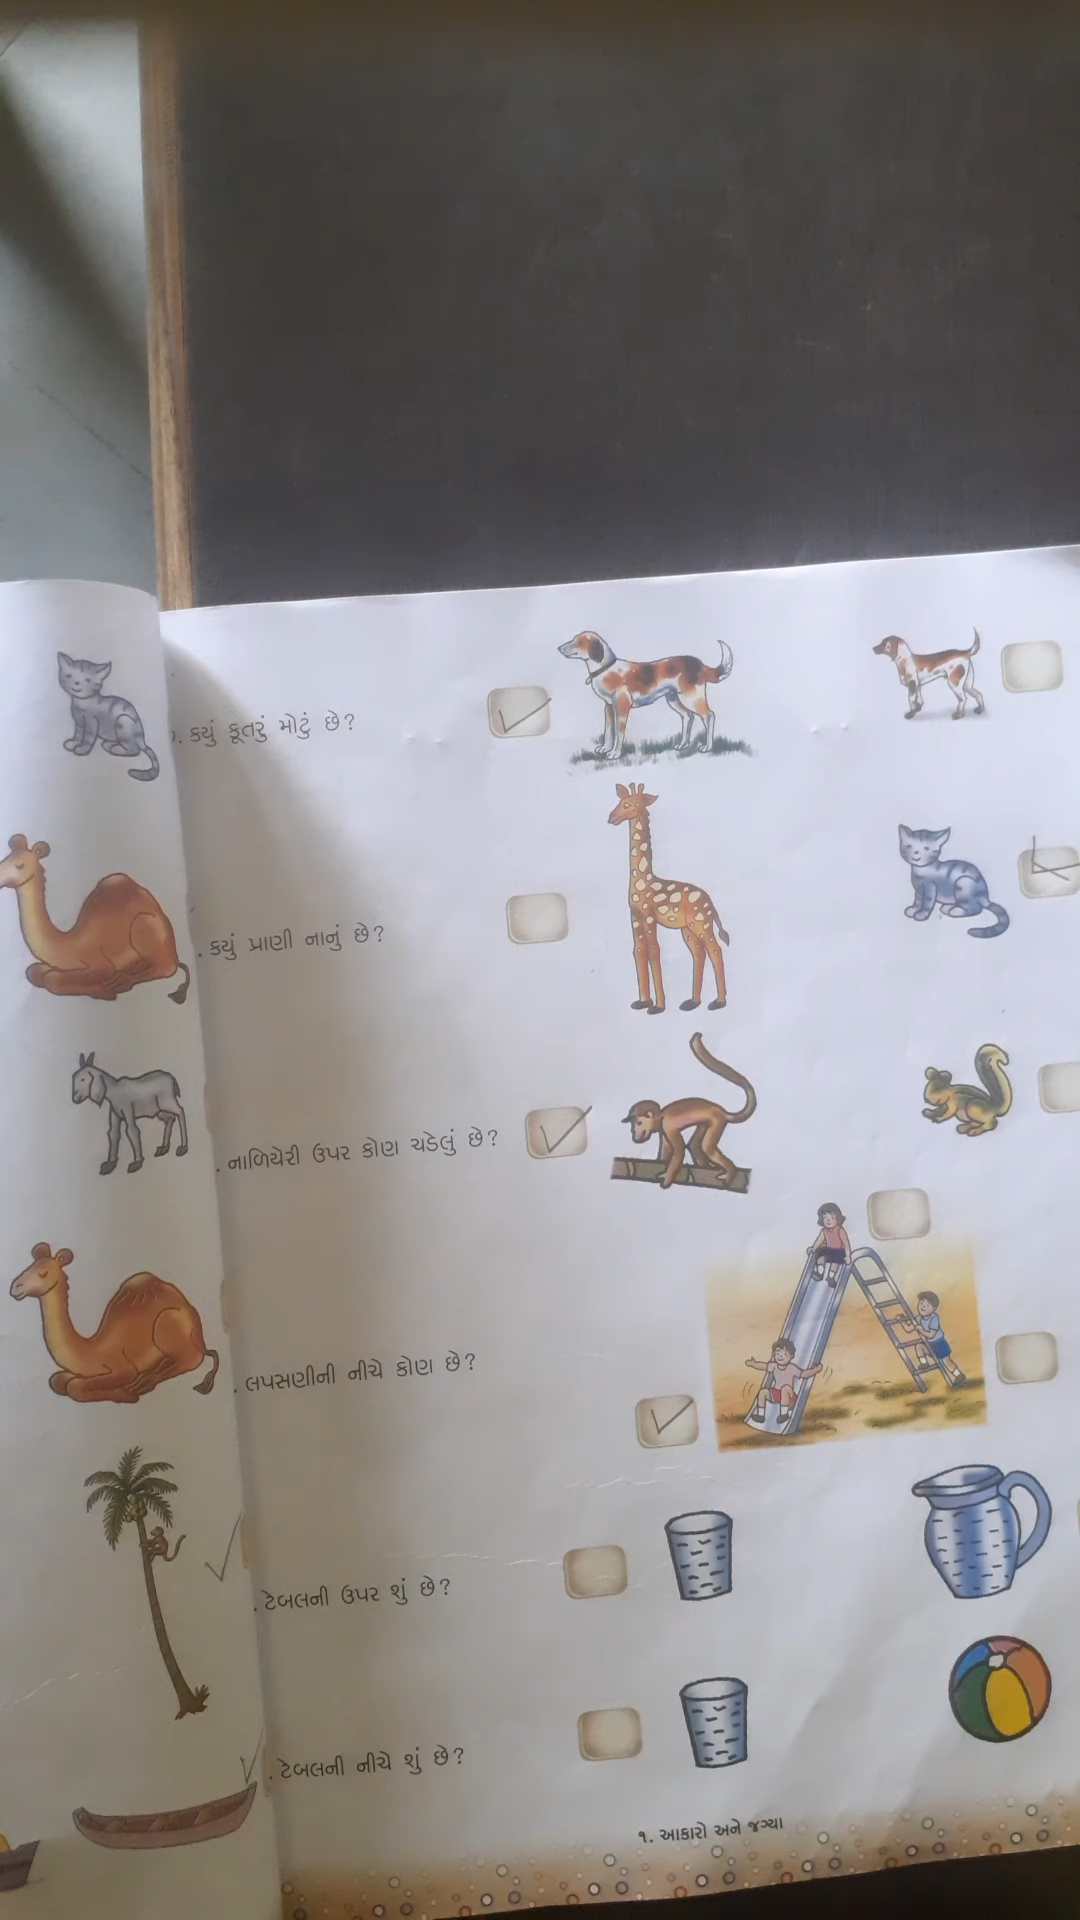 . કયું કૂતરું મોટું છે?
. કયું પ્રાણી નાનું છે?
. નાળિયેરી ઉપર કોણ ચડેલું છે?
. લપસણીની નીચે કોણ છે?
. ટેબલની ઉપર શું છે?
. ટેબલની નીચે શું છે?
૧. આકારો અને જગ્યા